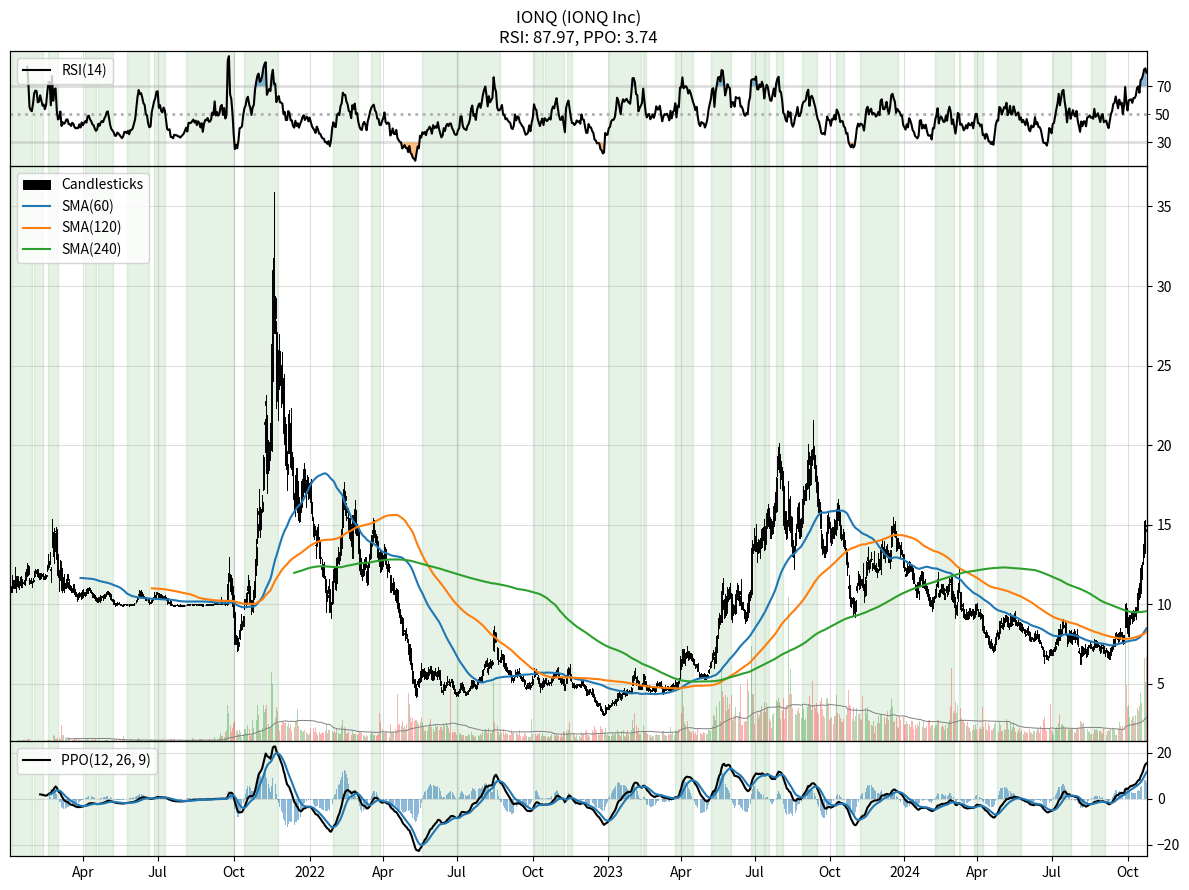 IONQ (IONQ Inc)
RSI: 87.97, PPO: 3.74
RSI(14)
70
50
30
Candlesticks
SMA(60)
SMA(120)
SMA(240)
35
30
25
20
15
10
5
PPO(12, 26, 9)
20
0
−20
Apr Jul Oct 2022 Apr Jul Oct 2023 Apr Jul Oct 2024 Apr Jul Oct